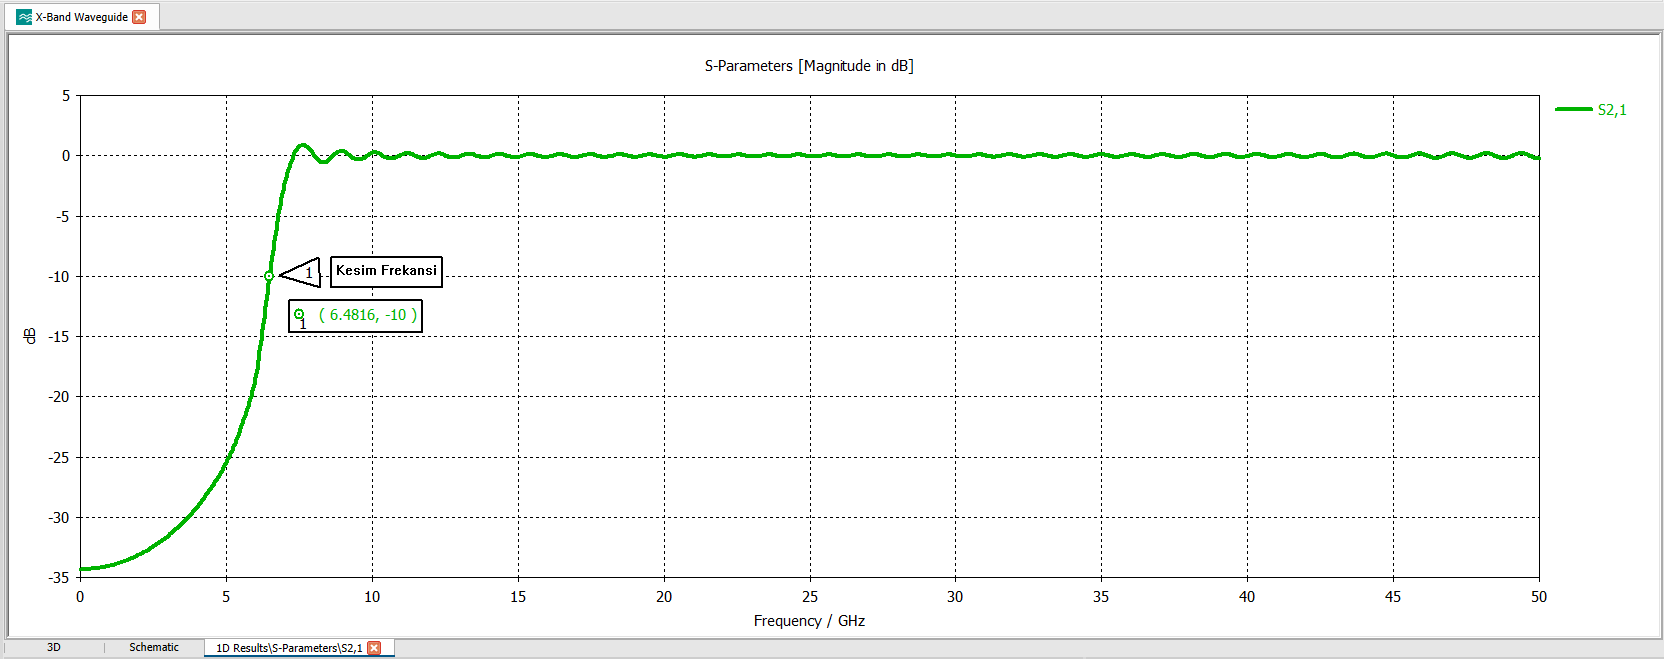 X-Band Waveguide
S-Parameters [Magnitude in dB]
5
0
-5
-10
-15
-20
-25
-30
-35
dB
S2,1
1
Kesim Frekansi
1 ( 6.4816, -10 )
0 5 10 15 20 25 30 35 40 45 50
Frequency / GHz
3D Schematic 1D Results\S-Parameters\S2,1